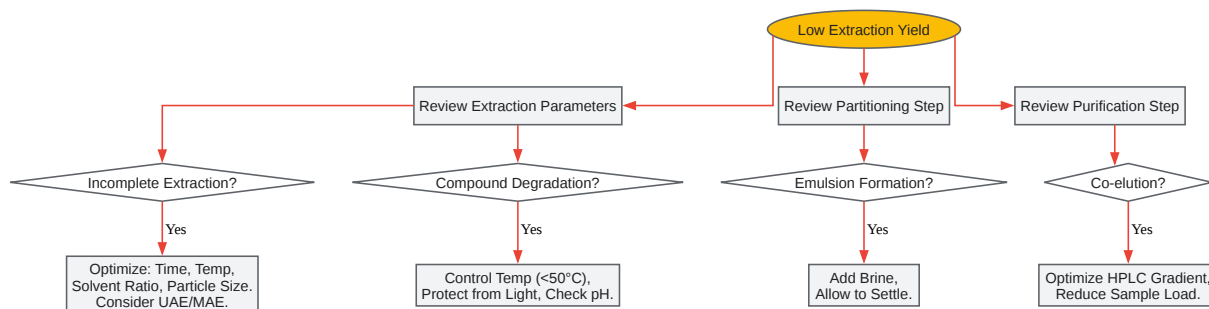 Low Extraction Yield
Review Extraction Parameters
Review Partitioning Step
Review Purification Step
Incomplete Extraction?
Compound Degradation?
Emulsion Formation?
Co-elution?
Yes
Yes
Yes
Yes
Optimize: Time, Temp,
Solvent Ratio, Particle Size.
Consider UAE/MAE.
Control Temp (<50°C),
Protect from Light, Check pH.
Add Brine,
Allow to Settle.
Optimize HPLC Gradient,
Reduce Sample Load.